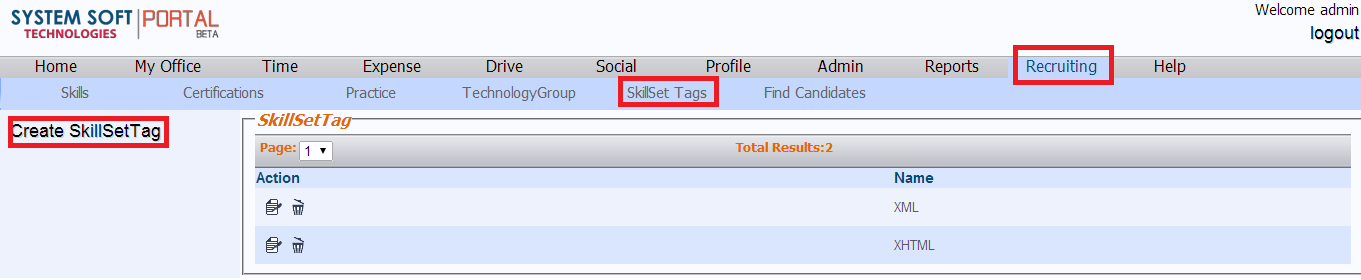 SYSTEM SOFT PORTAL
TECHNOLOGIES BETA
Welcome admin
logout
Home My Office Time Expense Drive Social Profile Admin Reports Recruiting Help
Skills Certifications Practice TechnologyGroup SkillSet Tags Find Candidates
Create SkillSetTag
SkillSetTag
Page: 1 Total Results:2
Action Name
XML
XHTML